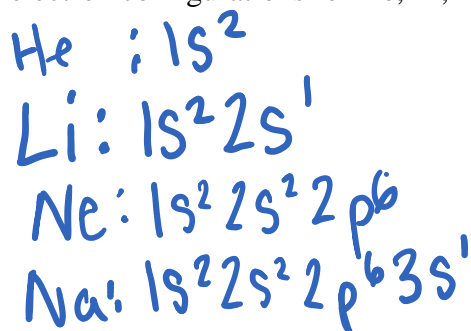 He : 1s²
Li: 1s² 2s¹
Ne: 1s² 2s² 2p⁶
Na: 1s² 2s² 2p⁶ 3s¹